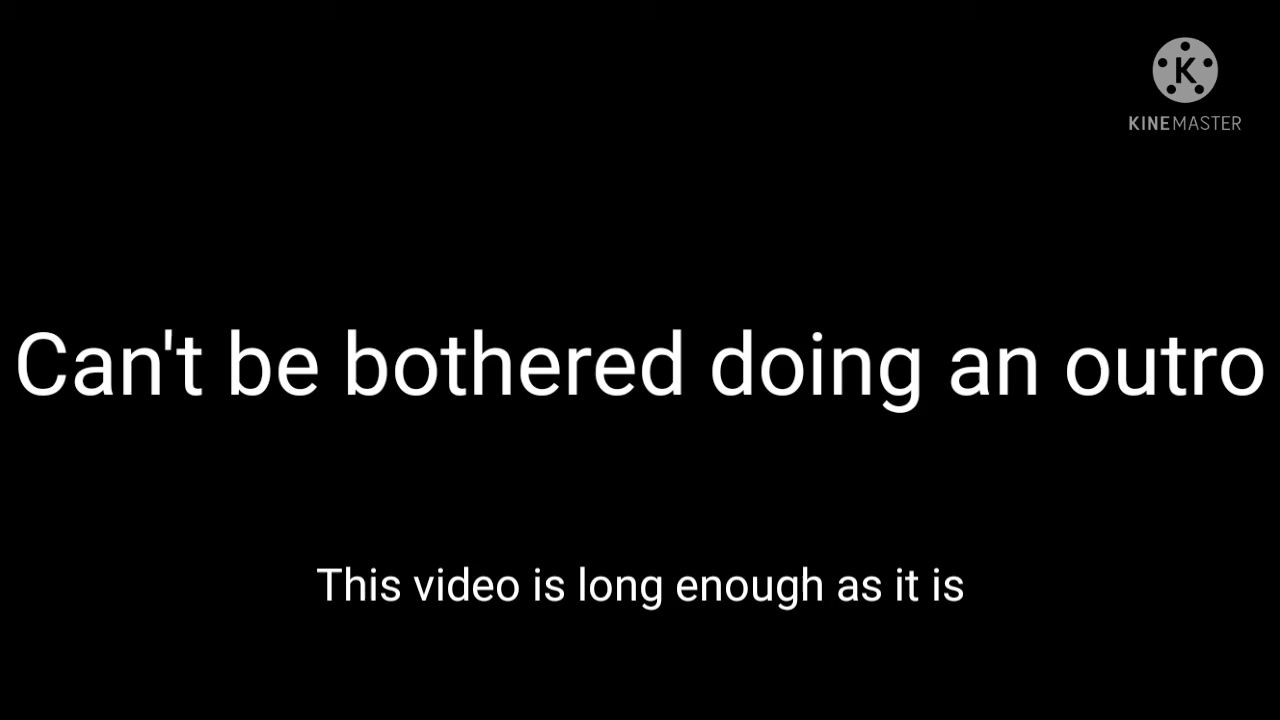 K
KINEMASTER
Can't be bothered doing an outro
This video is long enough as it is